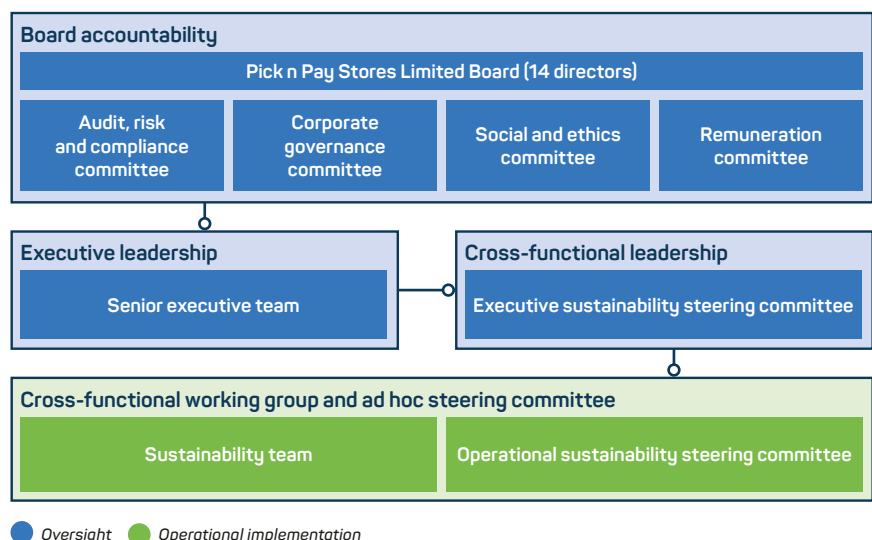 Board accountability
Pick n Pay Stores Limited Board (14 directors)
Audit, risk
and compliance
committee
Corporate
governance
committee
Social and ethics
committee
Remuneration
committee
Executive leadership
Senior executive team
Cross-functional leadership
Executive sustainability steering committee
Cross-functional working group and ad hoc steering committee
Sustainability team
Operational sustainability steering committee
Oversight
Operational implementation